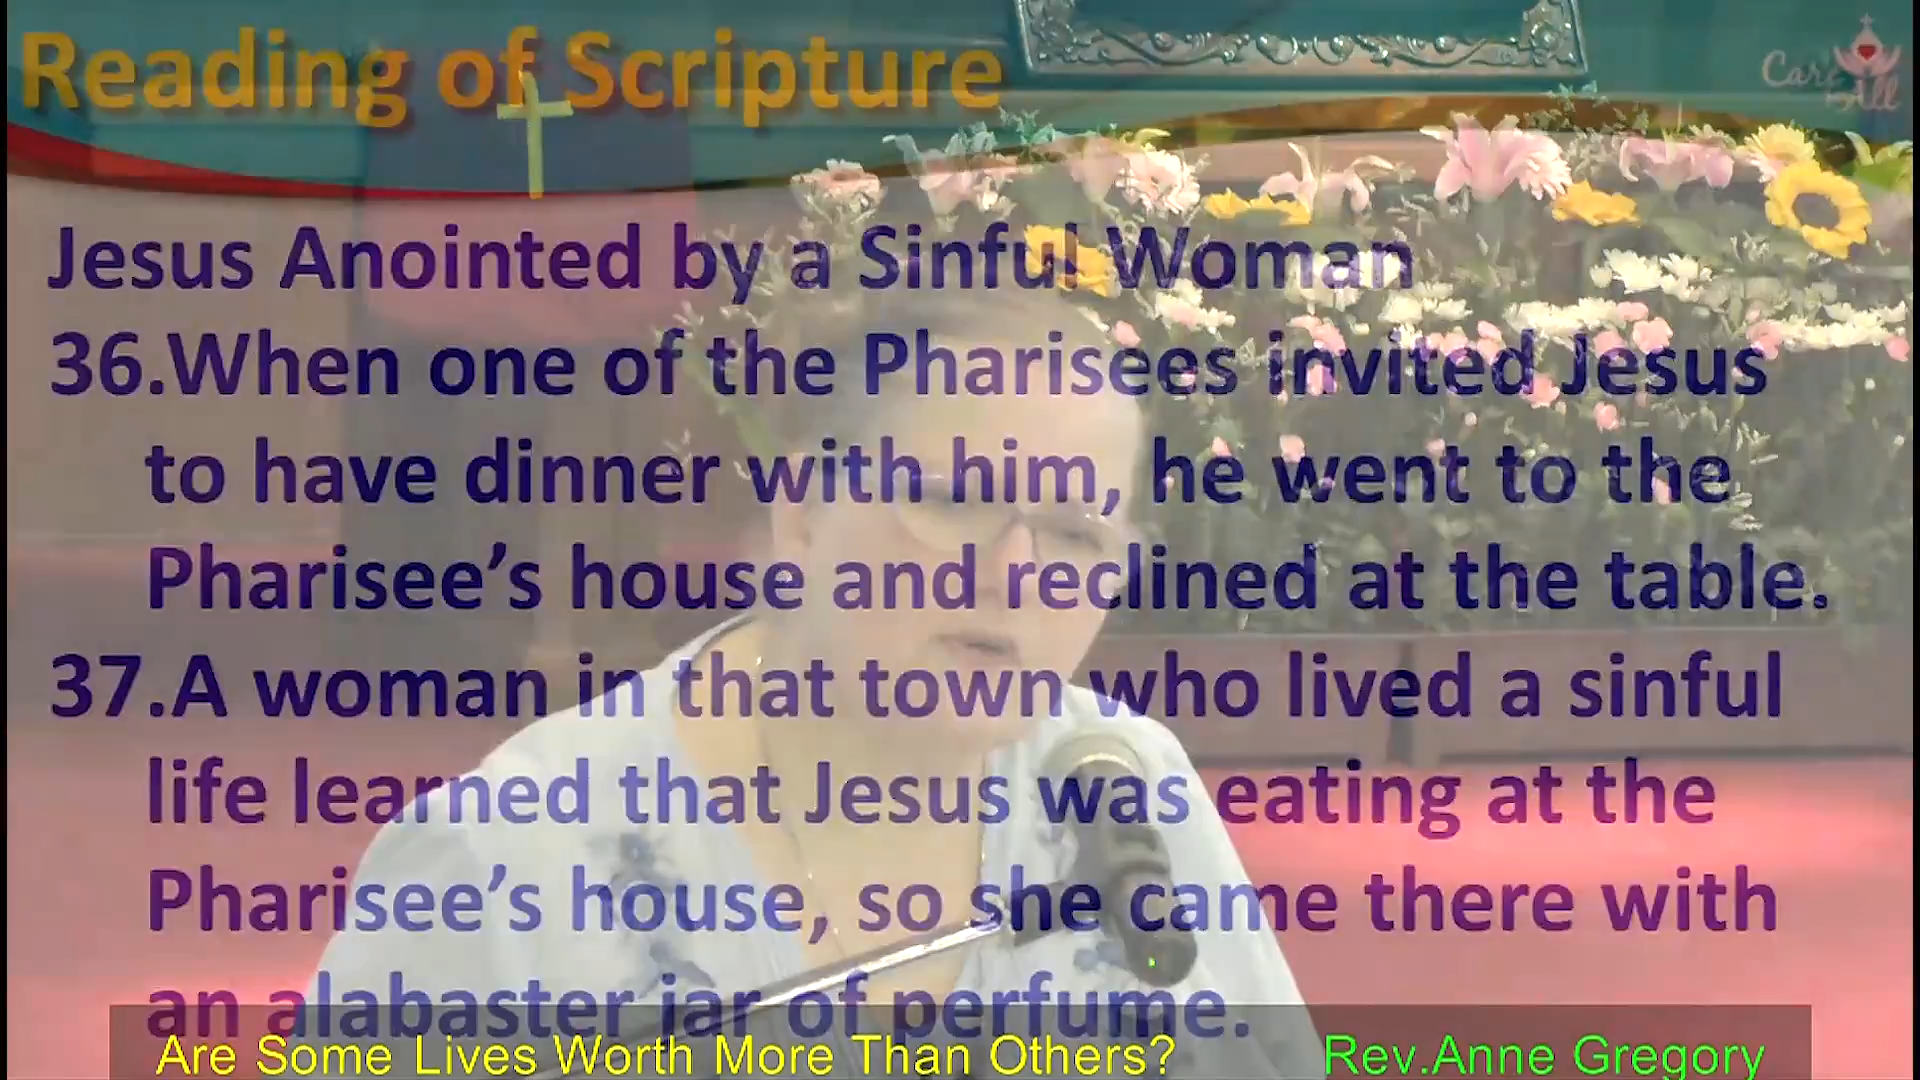 Reading of Scripture
Care All
Jesus Anointed by a Sinful Woman
36.When one of the Pharisees invited Jesus
to have dinner with him, he went to the
Pharisee’s house and reclined at the table.
37.A woman in that town who lived a sinful
life learned that Jesus was eating at the
Pharisee’s house, so she came there with
an alabaster jar of perfume.
Are Some Lives Worth More Than Others? Rev.Anne Gregory